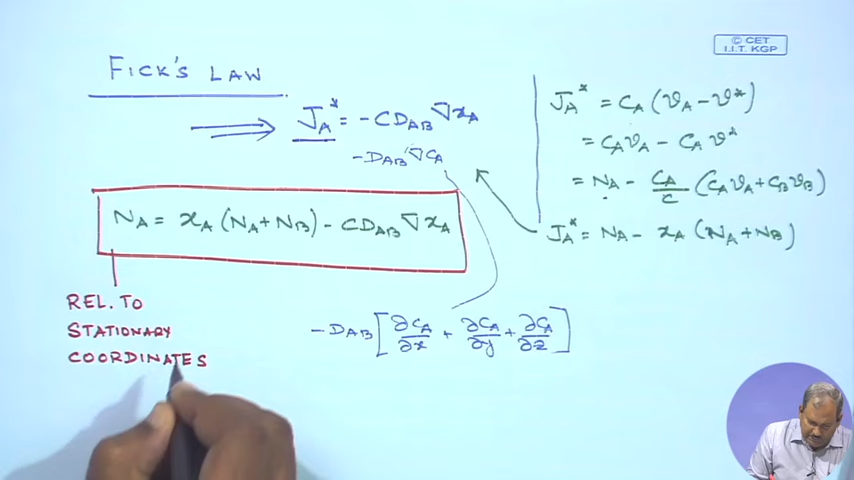 © CET
I.I.T. KGP
FICK'S LAW
J_A* = -CD_AB ∇x_A
-D_AB ∇C_A
N_A = x_A (N_A + N_B) - CD_AB ∇x_A
REL. TO
STATIONARY
COORDINATES
-D_AB [∂C_A/∂x + ∂C_A/∂y + ∂C_A/∂z]
J_A* = C_A (v_A - v*)
= C_A v_A - C_A v*
= N_A - C_A/C (C_A v_A + C_B v_B)
J_A* = N_A - x_A (N_A + N_B)